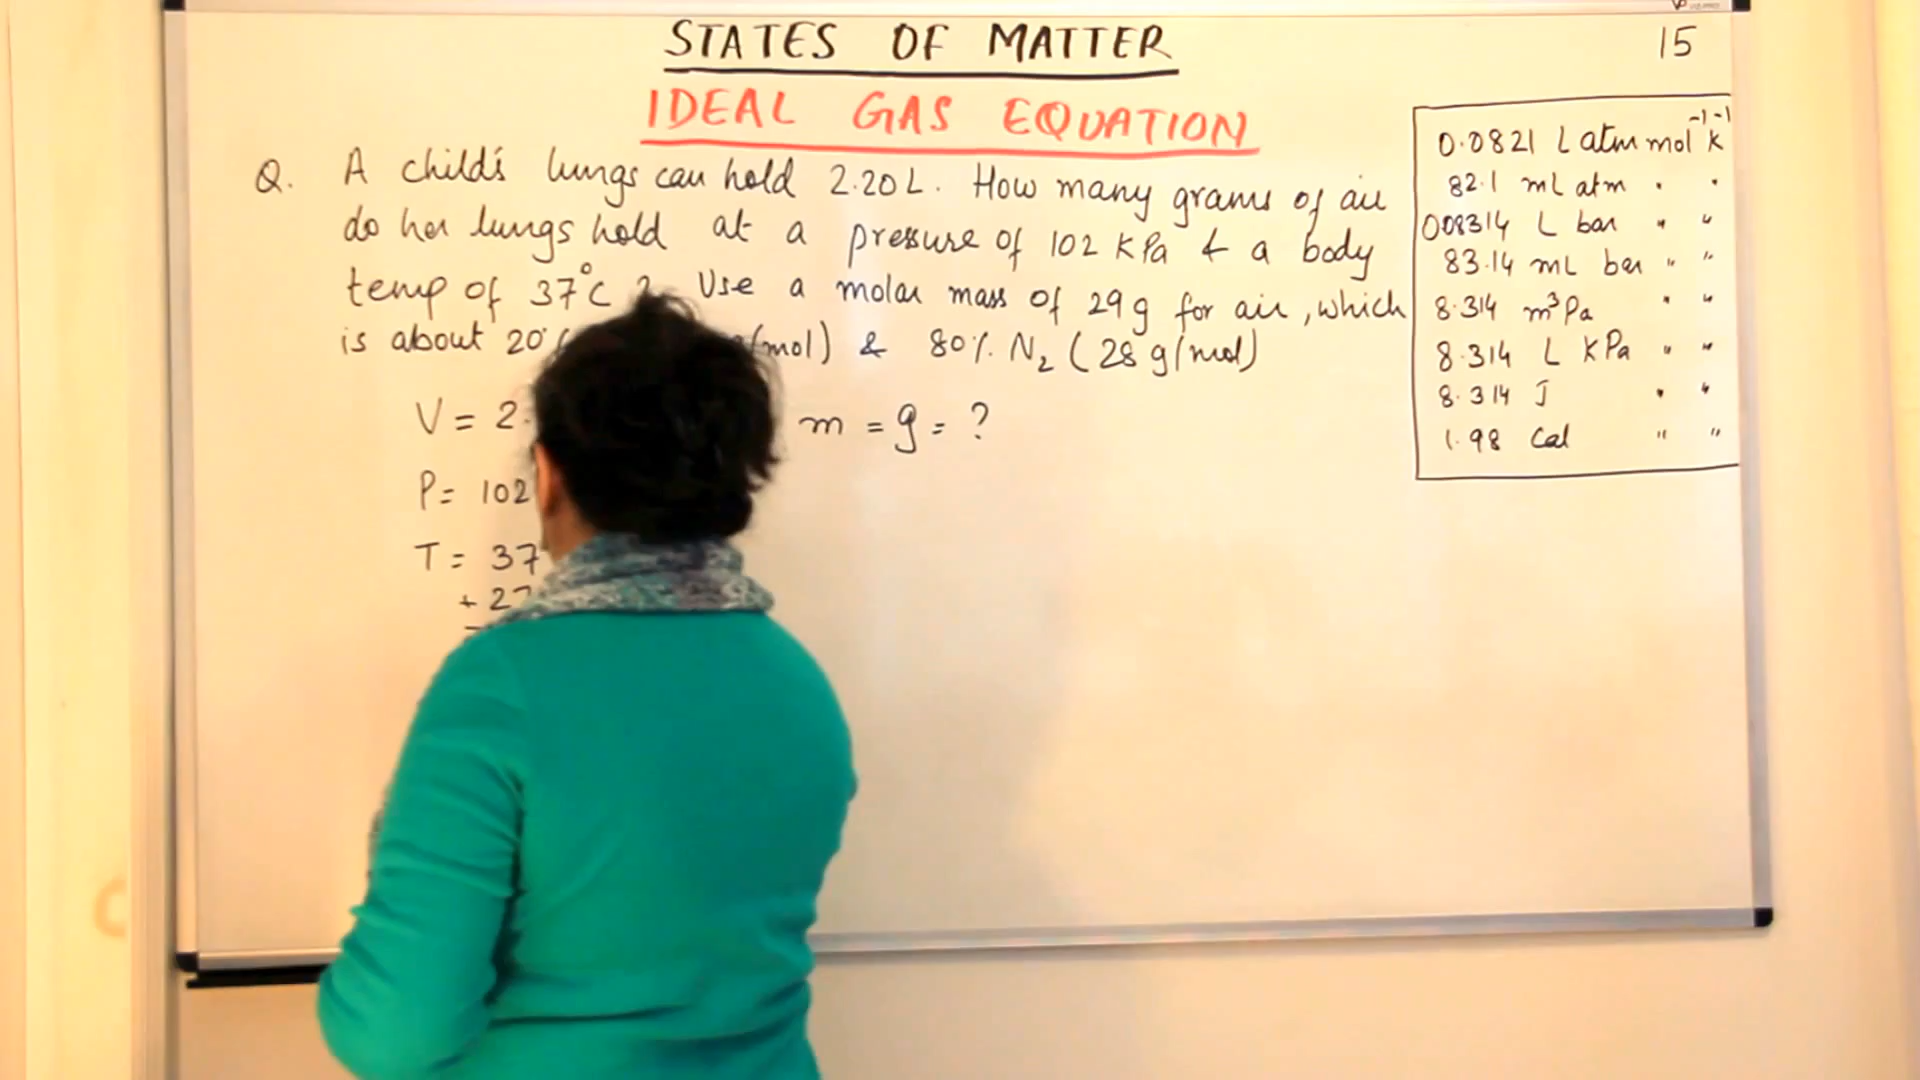 STATES OF MATTER
15
IDEAL GAS EQUATION
Q. A child's lungs can hold 2.20 L. How many grams of air
do her lungs hold at a pressure of 102 KPa & a body
temp of 37°C ? Use a molar mass of 29 g for air, which
is about 20% /mol) & 80% N₂ (28 g/mol)
V = 2.
m = g = ?
P = 102
T = 37
+ 27
0.0821 L atm mol⁻¹ K⁻¹
82.1 mL atm " "
0.08314 L bar " "
83.14 mL bar " "
8.314 m³Pa " "
8.314 L KPa " "
8.314 J " "
1.98 Cal " "